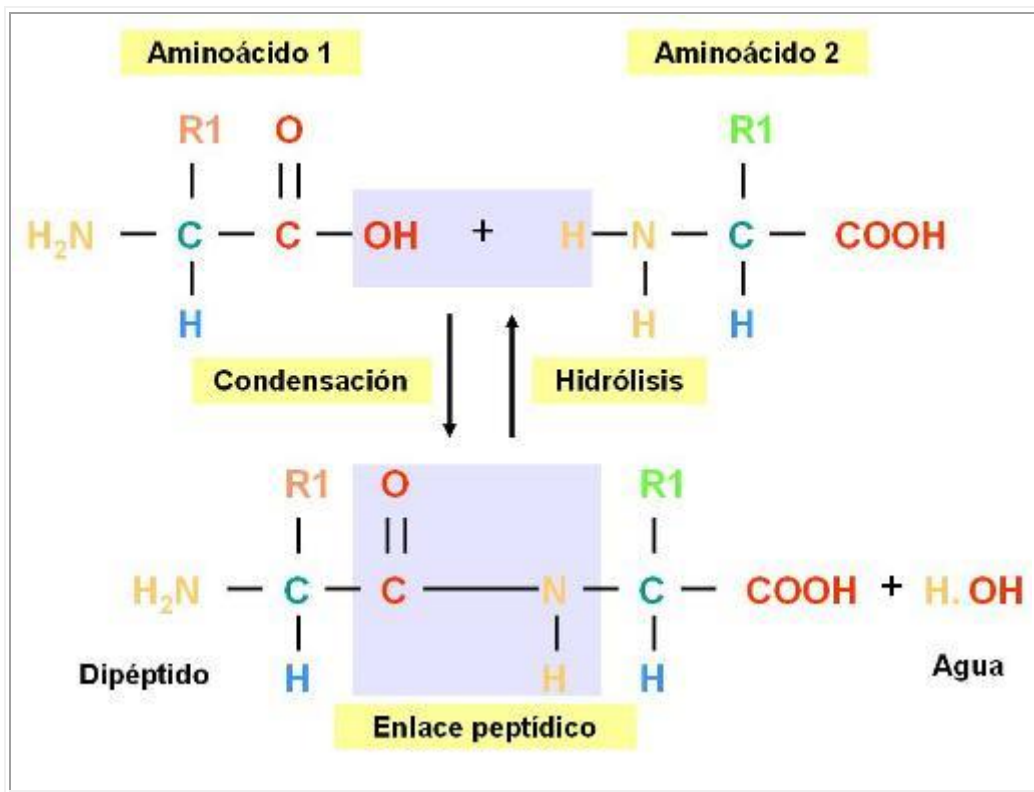 Aminoácido 1 Aminoácido 2
R1 O R1
H₂N — C — C — OH + H — N — C — COOH
H H H
Condensación Hidrólisis
R1 O R1
H₂N — C — C — N — C — COOH + H. OH
H H H
Dipéptido Agua
Enlace peptídico